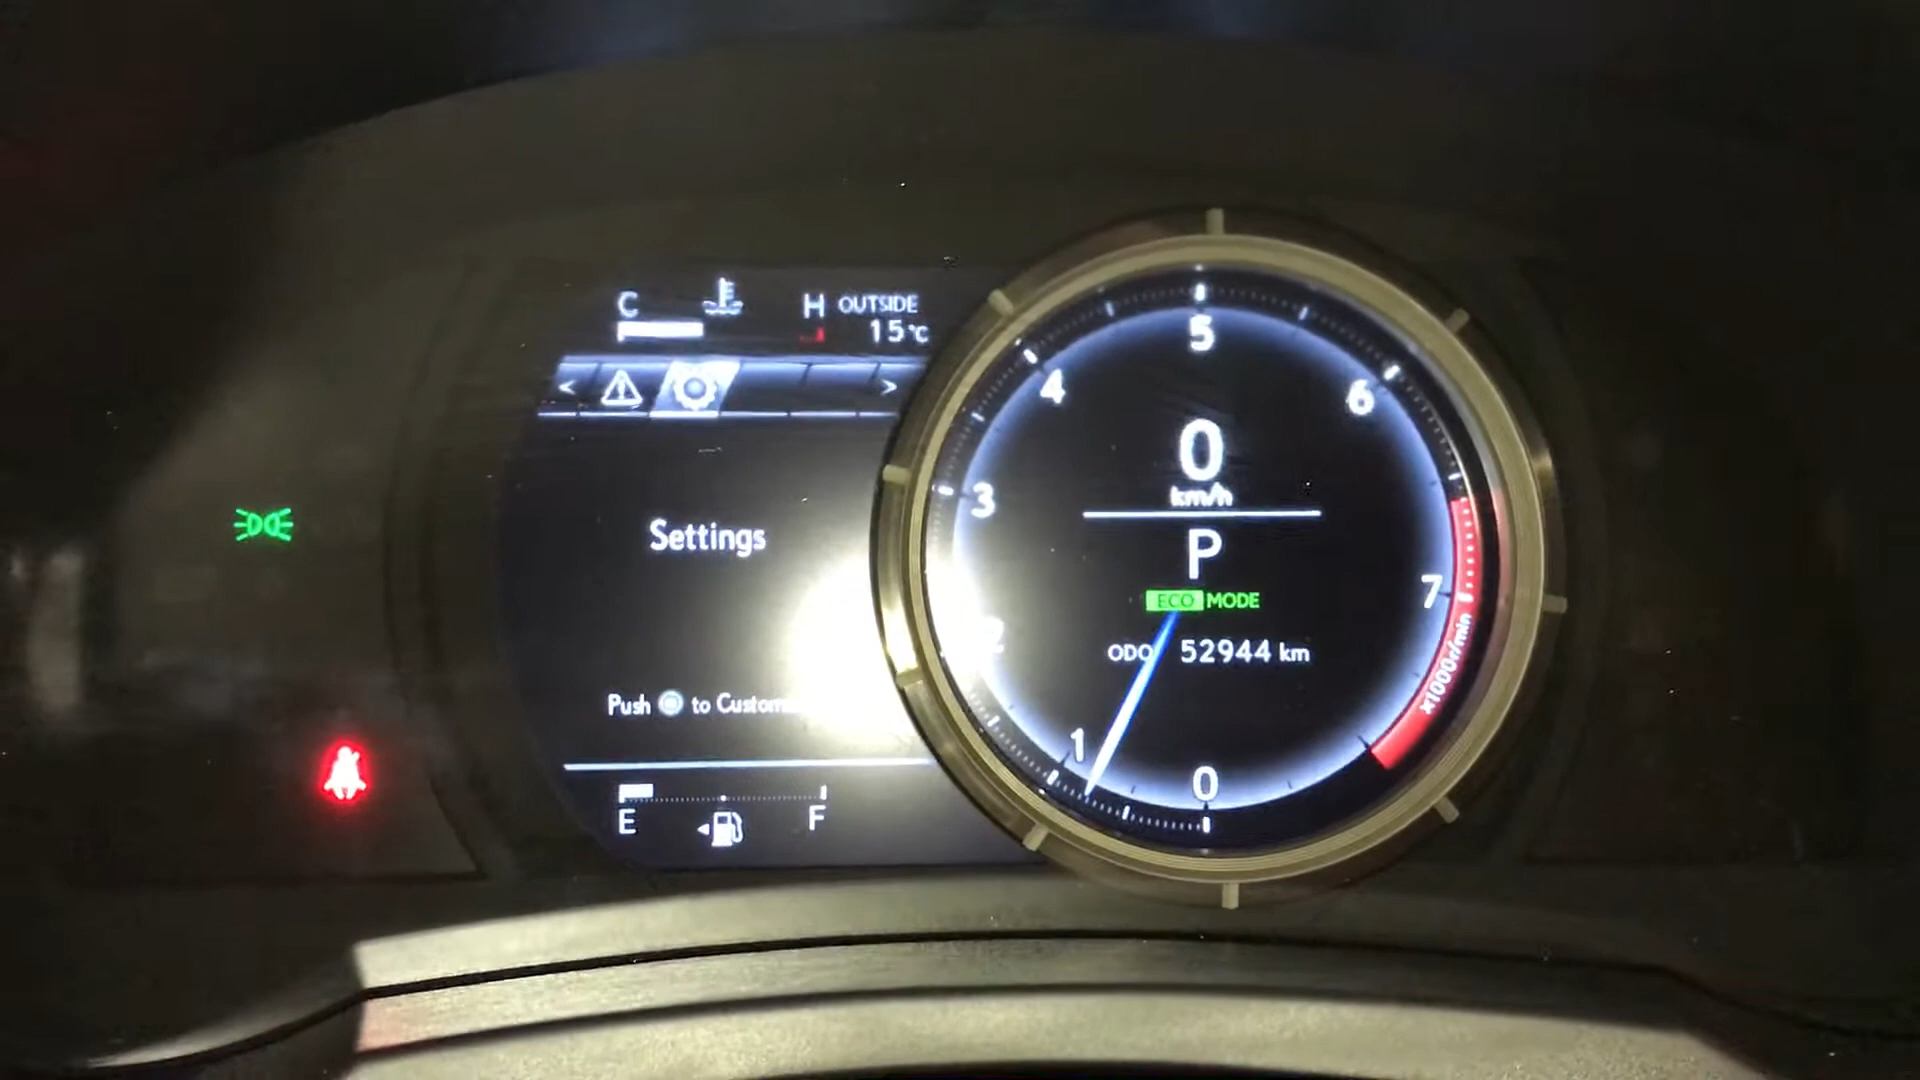 C H OUTSIDE
15°C
< >
Settings
Push to
E F
5
4 6
3
7
1
0
x1000r/min
0
km/h
P
ECO MODE
ODO 52944 km